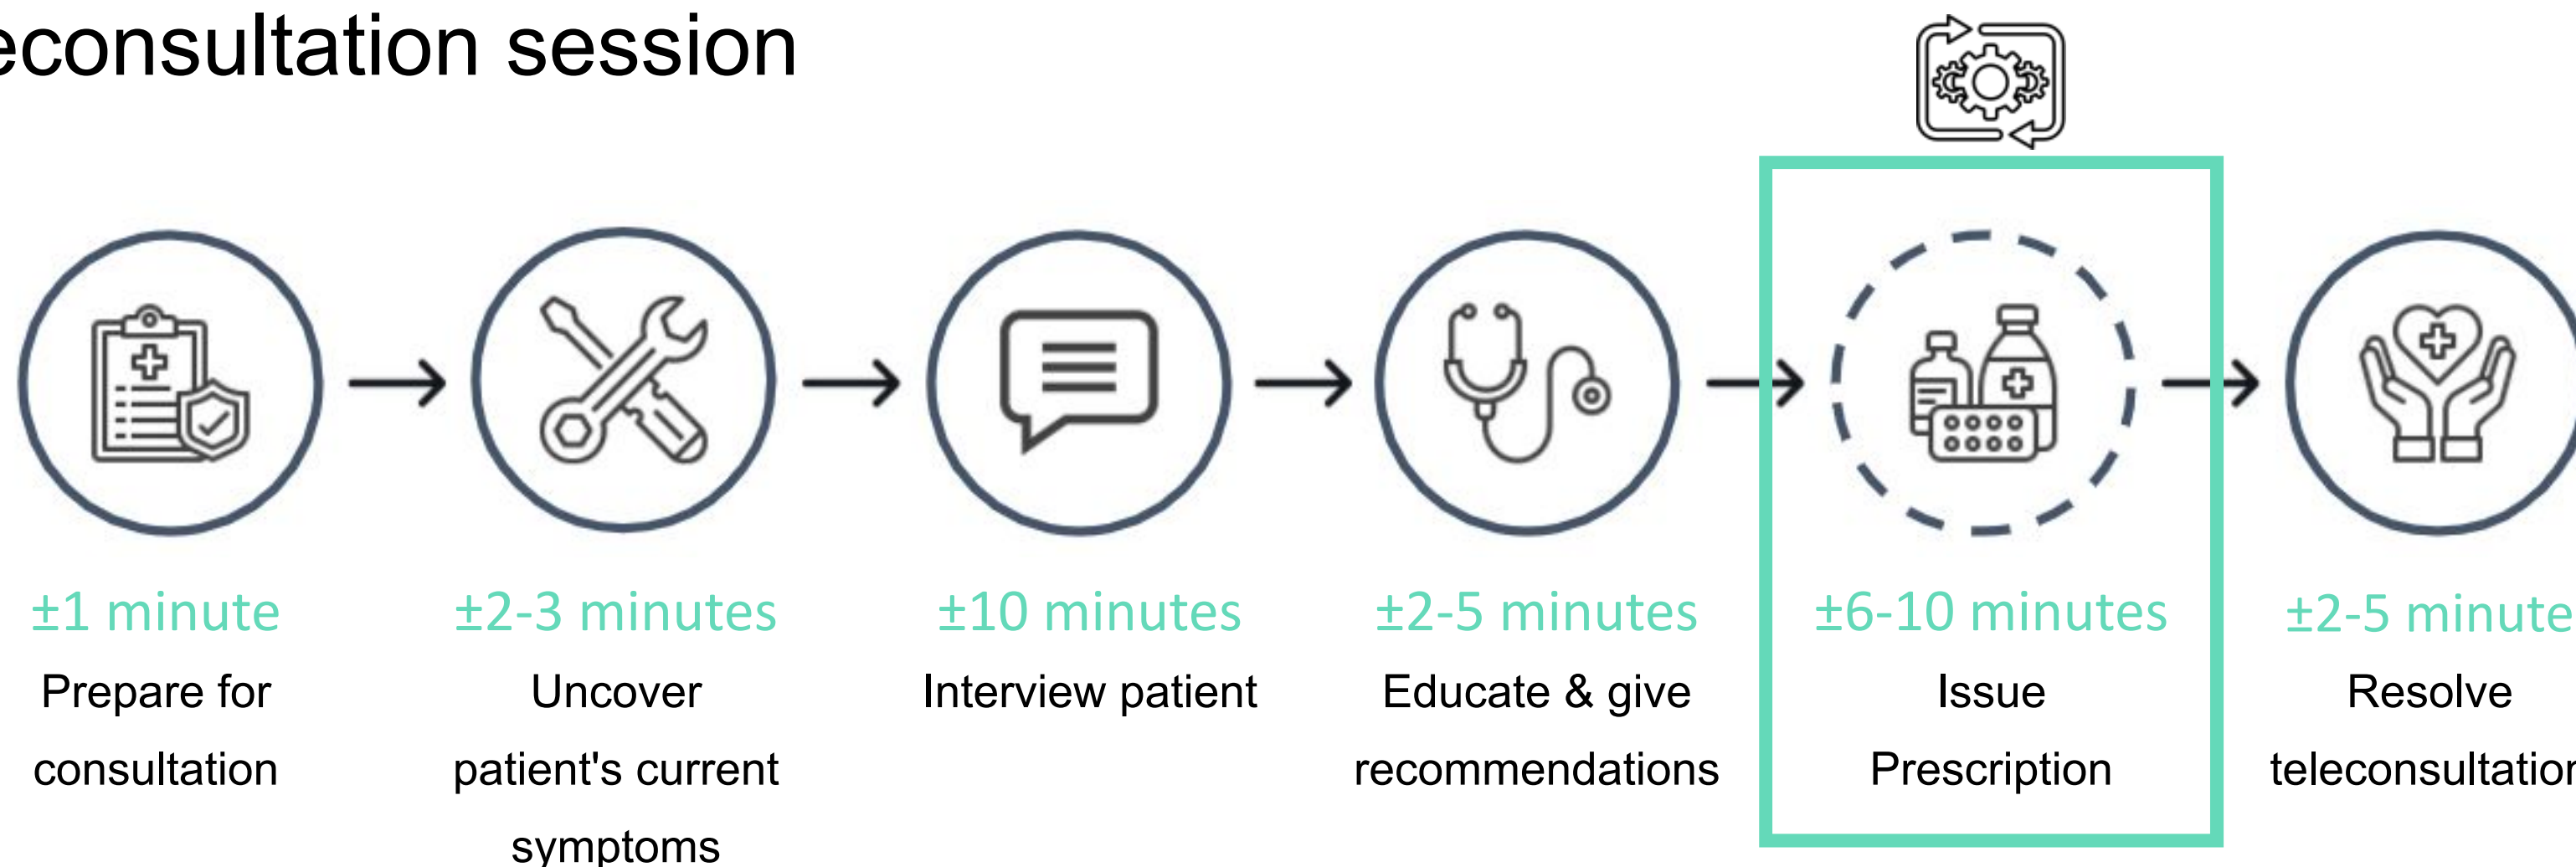 econsultation session
±1 minute
Prepare for
consultation
±2-3 minutes
Uncover
patient's current
symptoms
±10 minutes
Interview patient
±2-5 minutes
Educate & give
recommendations
±6-10 minutes
Issue
Prescription
±2-5 minute
Resolve
teleconsultation